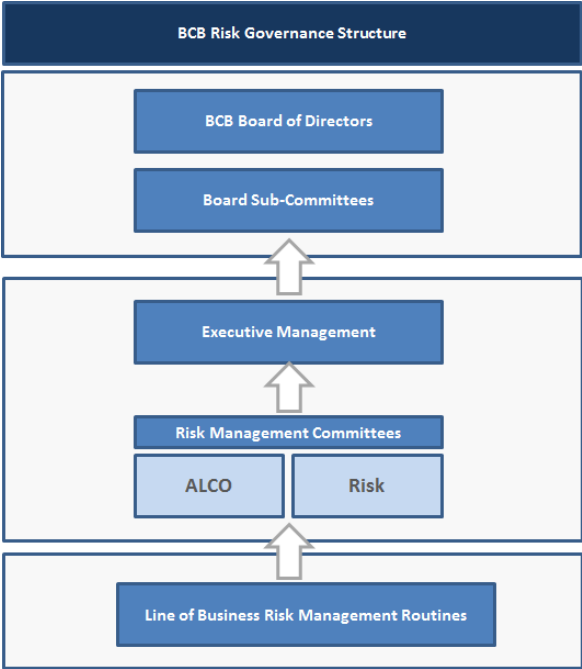 BCB Risk Governance Structure
BCB Board of Directors
Board Sub-Committees
Executive Management
Risk Management Committees
ALCO
Risk
Line of Business Risk Management Routines